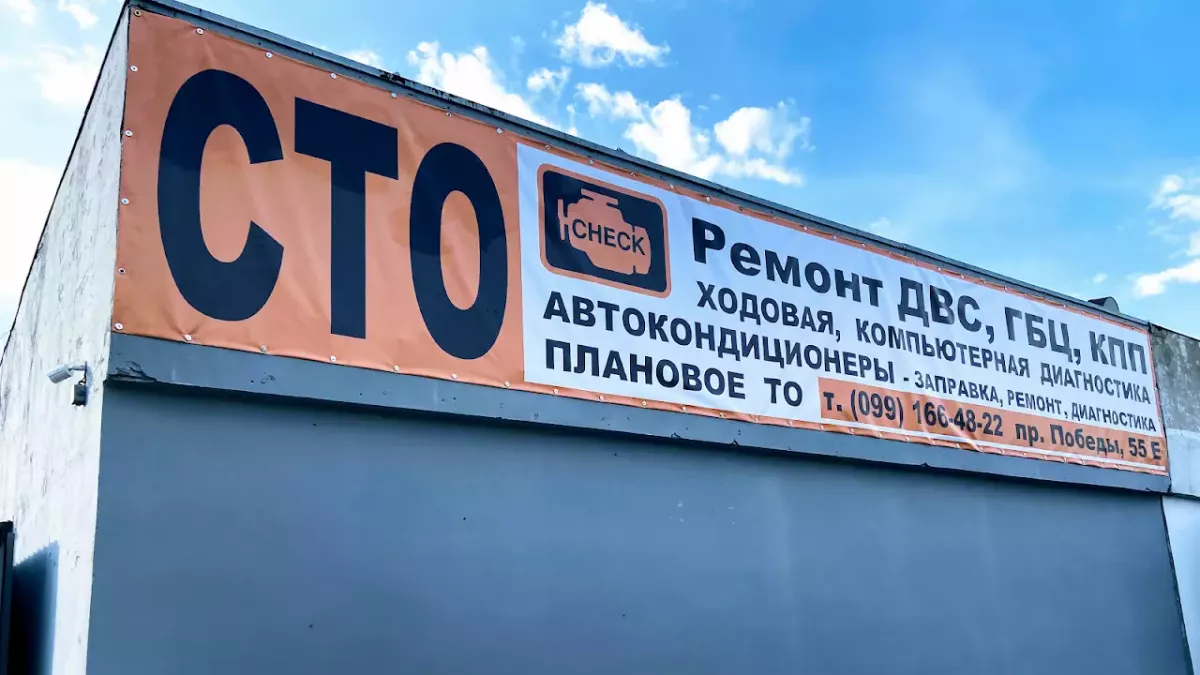 СТО
CHECK
Ремонт ДВС, ГБЦ, КПП
ХОДОВАЯ, КОМПЬЮТЕРНАЯ ДИАГНОСТИКА
АВТОКОНДИЦИОНЕРЫ - ЗАПРАВКА, РЕМОНТ, ДИАГНОСТИКА
ПЛАНОВОЕ ТО
т. (099) 166-48-22 пр. Победы, 55 Е